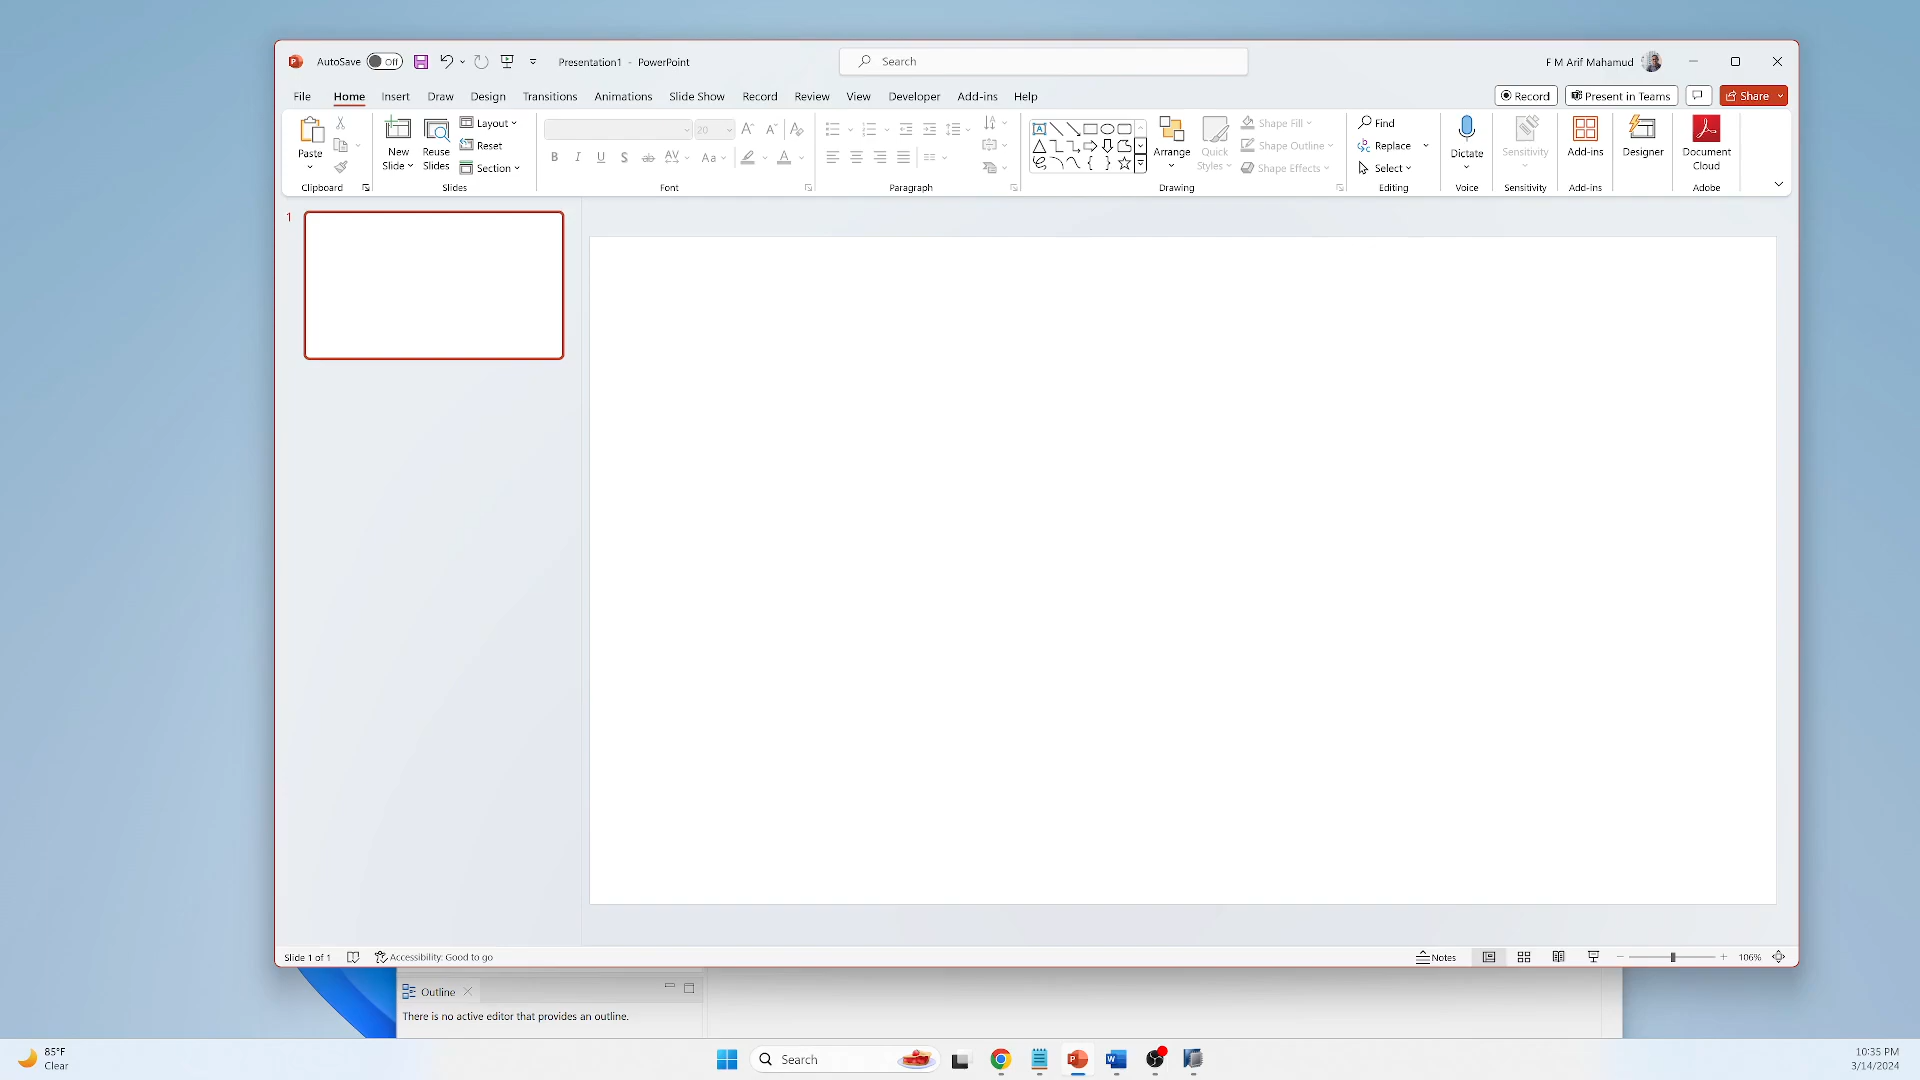 AutoSave Off Presentation1 - PowerPoint Search F M Arif Mahamud
File Home Insert Draw Design Transitions Animations Slide Show Record Review View Developer Add-ins Help Record Present in Teams Share
Paste
Clipboard
New Slide
Reuse Slides
Layout
Reset
Section
Slides
20
B I U S ab AV Aa A
Font
Paragraph
Arrange
Quick Styles
Shape Fill
Shape Outline
Shape Effects
Drawing
Find
Replace
Select
Editing
Dictate
Voice
Sensitivity
Sensitivity
Add-ins
Add-ins
Designer
Document Cloud
Adobe
1
Slide 1 of 1 Accessibility: Good to go Notes 106%
Outline
There is no active editor that provides an outline.
85°F
Clear
Search
10:35 PM
3/14/2024